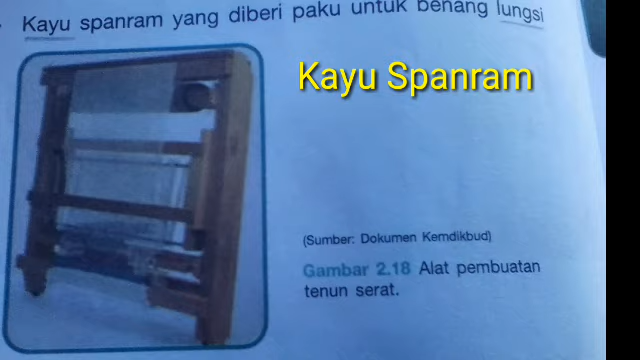 Kayu spanram yang diberi paku untuk benang lungsi
Kayu Spanram
(Sumber: Dokumen Kemdikbud)
Gambar 2.18 Alat pembuatan
tenun serat.